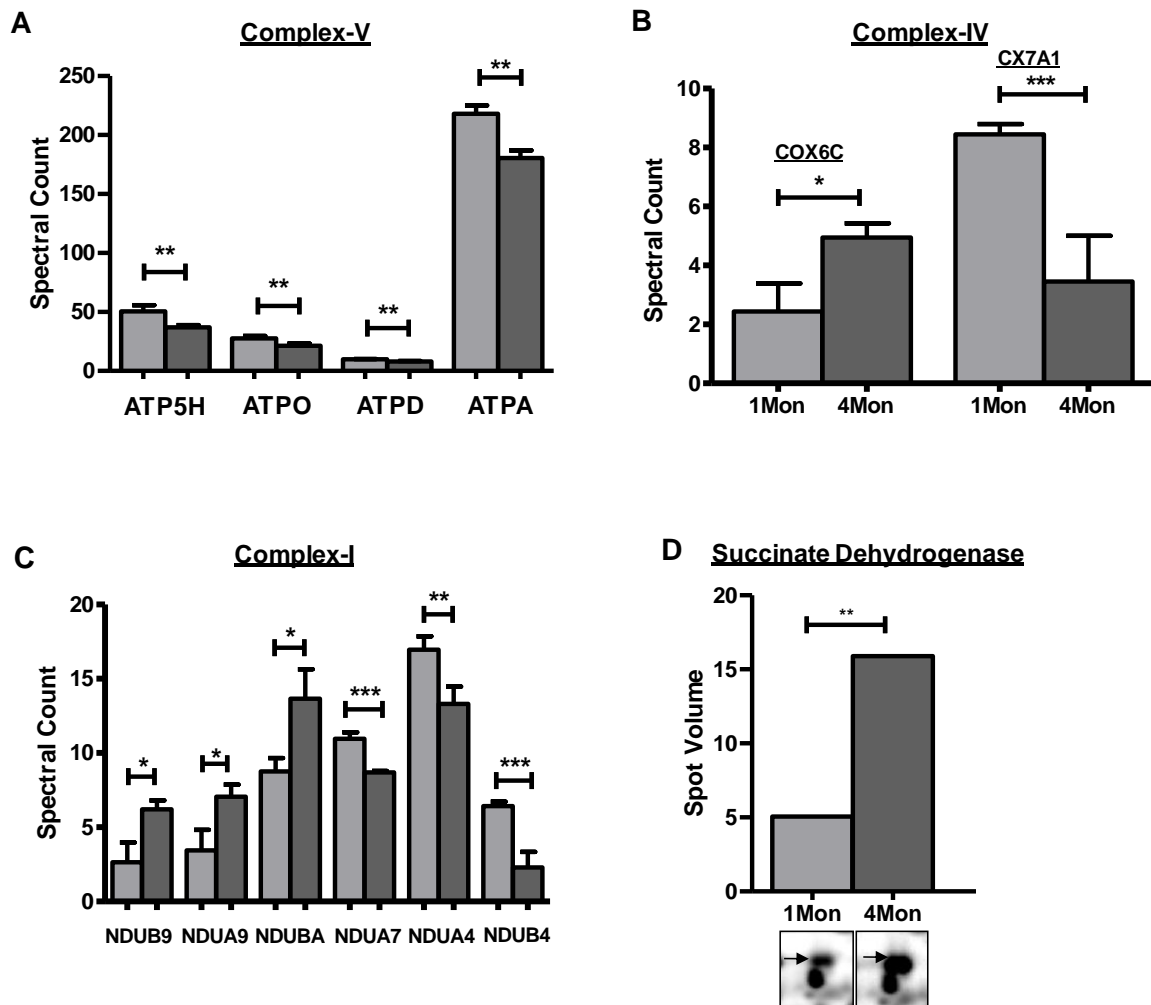 A
Complex-V
Spectral Count
250
200
150
100
50
0
**
**
**
**
ATP5H ATPO ATPD ATPA
B
Complex-IV
Spectral Count
10
8
6
4
2
0
COX6C
*
CX7A1
***
1Mon 4Mon 1Mon 4Mon
C
Complex-I
Spectral Count
20
15
10
5
0
*
*
*
***
**
***
NDUB9 NDUA9 NDUBA NDUA7 NDUA4 NDUB4
D
Succinate Dehydrogenase
Spot Volume
20
15
10
5
0
**
1Mon 4Mon